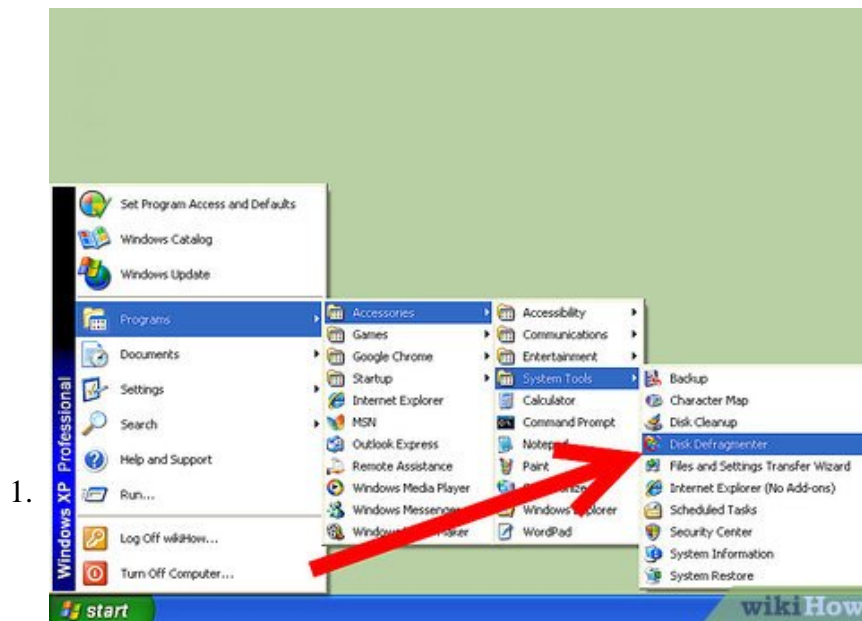 Set Program Access and Defaults
Windows Catalog
Windows Update
Programs
Documents
Settings
Search
Help and Support
Run...
Log Off wikiHow...
Turn Off Computer...
Windows XP Professional
start
Accessories
Games
Google Chrome
Startup
Internet Explorer
MSN
Outlook Express
Remote Assistance
Windows Media Player
Windows Messenger
Windows
Accessibility
Communications
Entertainment
System Tools
Calculator
Command Prompt
Notepad
Paint
Windows Explorer
WordPad
Backup
Character Map
Disk Cleanup
Disk Defragmenter
Files and Settings Transfer Wizard
Internet Explorer (No Add-ons)
Scheduled Tasks
Security Center
System Information
System Restore
1.
wikiHow